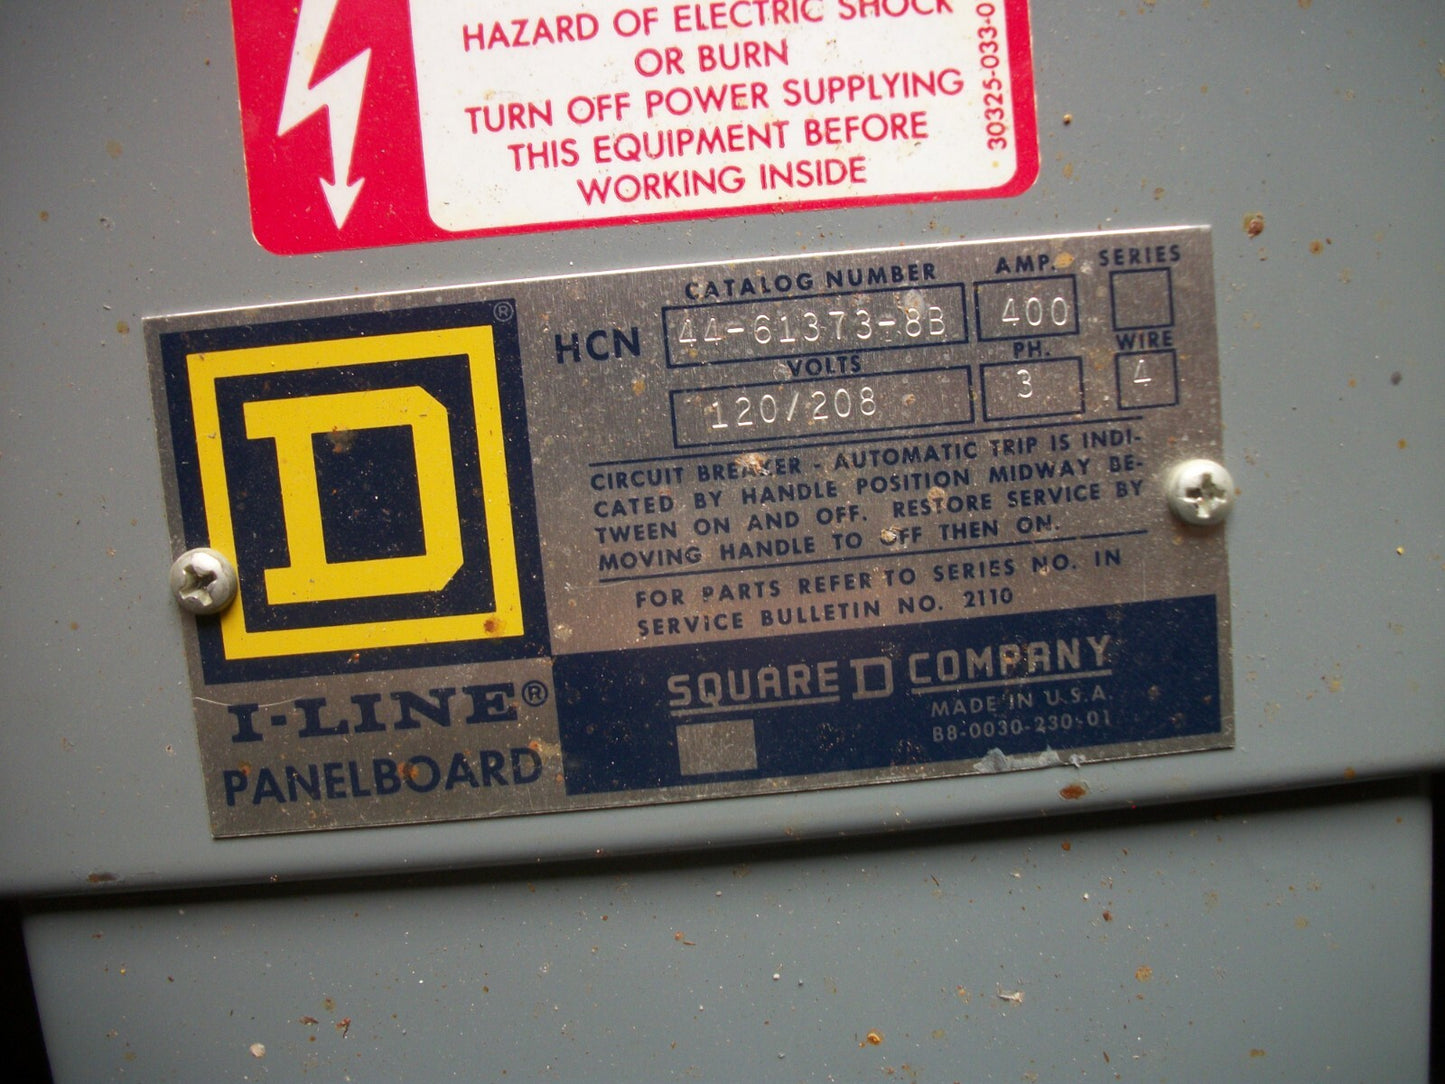 HAZARD OF ELECTRIC SHOCK
OR BURN
TURN OFF POWER SUPPLYING
THIS EQUIPMENT BEFORE
WORKING INSIDE
30325-033-0
D
®
I-LINE®
PANELBOARD
HCN
CATALOG NUMBER
44-61373-8B
AMP.
400
SERIES
VOLTS
120/208
PH.
3
WIRE
4
CIRCUIT BREAKER - AUTOMATIC TRIP IS INDI-
CATED BY HANDLE POSITION MIDWAY BE-
TWEEN ON AND OFF. RESTORE SERVICE BY
MOVING HANDLE TO OFF THEN ON.
FOR PARTS REFER TO SERIES NO. IN
SERVICE BULLETIN NO. 2110
SQUARE D COMPANY
MADE IN U.S.A.
B8-0030-230-01